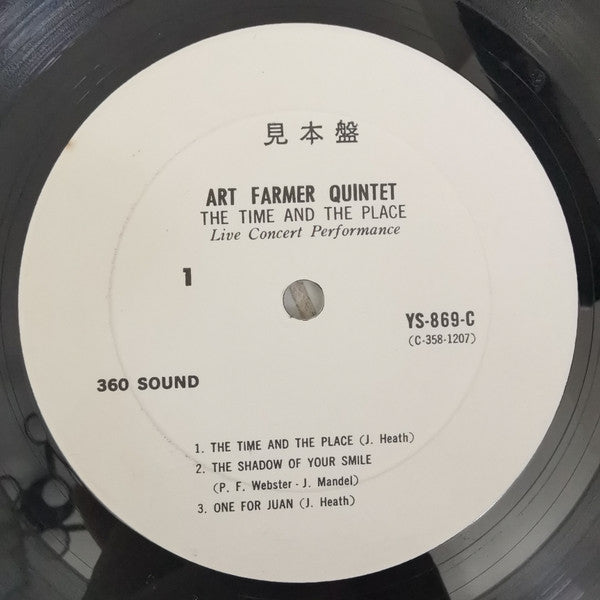 見本盤
ART FARMER QUINTET
THE TIME AND THE PLACE
Live Concert Performance
1
YS-869-C
(C-358-1207)
360 SOUND
1. THE TIME AND THE PLACE (J. Heath)
2. THE SHADOW OF YOUR SMILE
(P. F. Webster - J. Mandel)
3. ONE FOR JUAN (J. Heath)